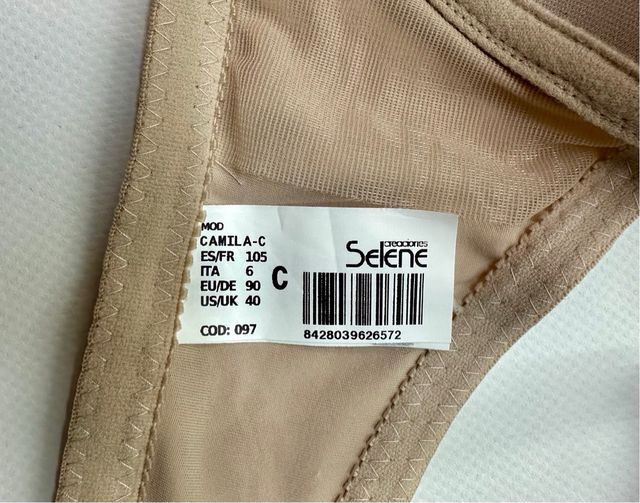 MOD
CAMILA-C
ES/FR 105
ITA 6
EU/DE 90
US/UK 40
C
COD: 097
creaciones
Selene
8428039626572